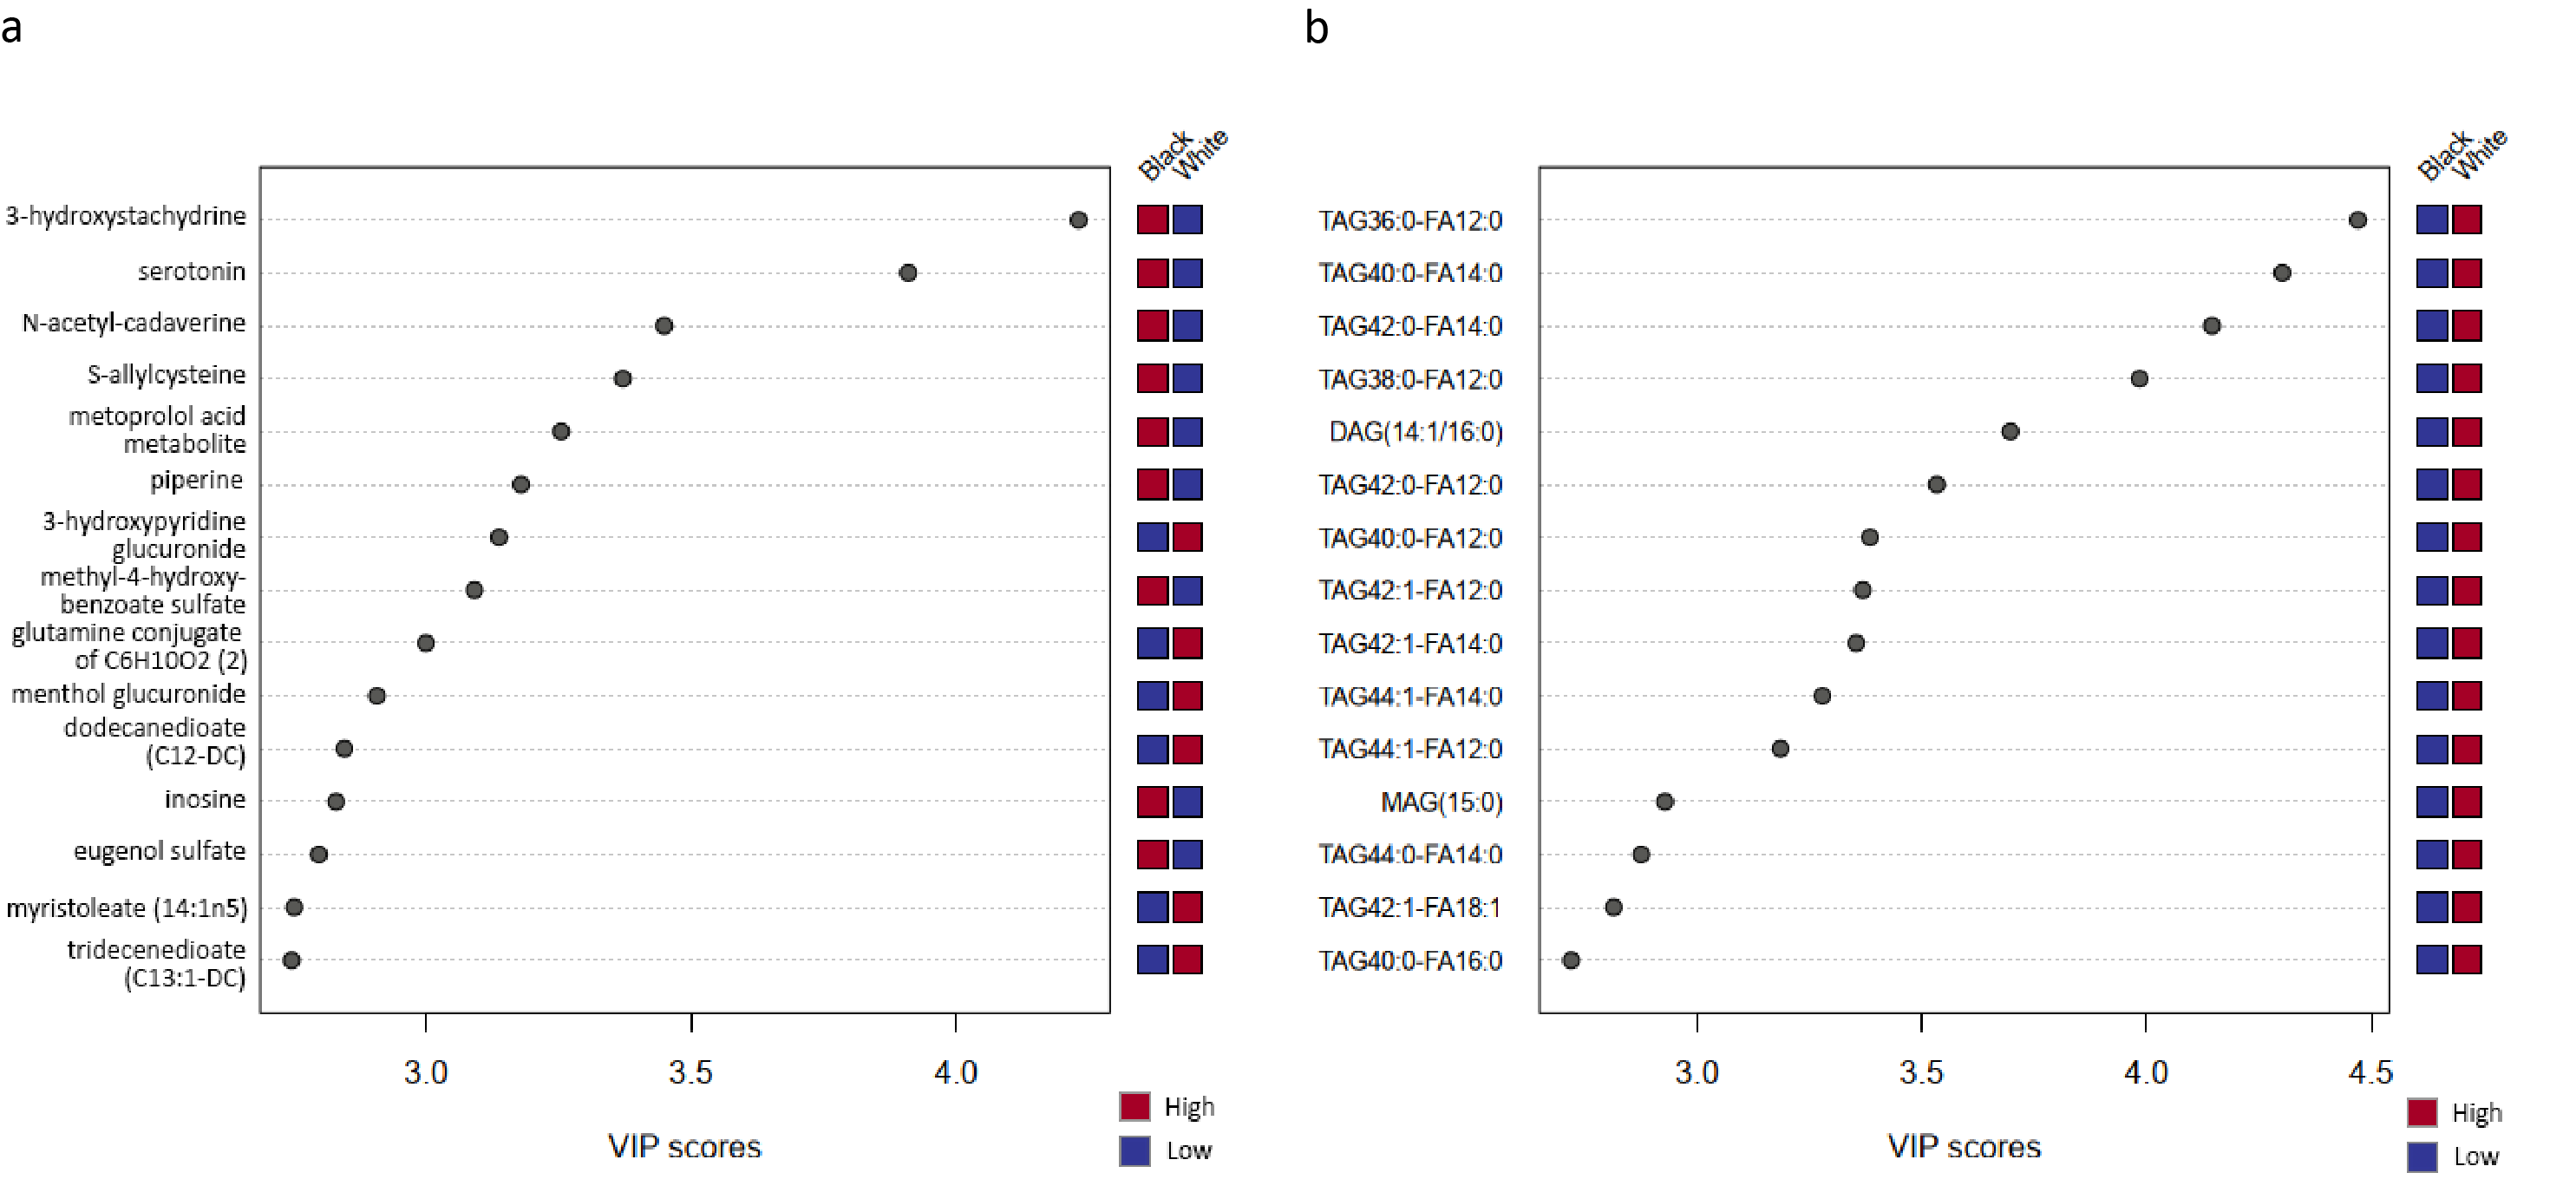 a
Black
White
3-hydroxystachydrine
serotonin
N-acetyl-cadaverine
S-allylcysteine
metoprolol acid
metabolite
piperine
3-hydroxypyridine
glucuronide
methyl-4-hydroxy-
benzoate sulfate
glutamine conjugate
of C6H10O2 (2)
menthol glucuronide
dodecanedioate
(C12-DC)
inosine
eugenol sulfate
myristoleate (14:1n5)
tridecenedioate
(C13:1-DC)
3.0 3.5 4.0
VIP scores
High
Low
b
Black
White
TAG36:0-FA12:0
TAG40:0-FA14:0
TAG42:0-FA14:0
TAG38:0-FA12:0
DAG(14:1/16:0)
TAG42:0-FA12:0
TAG40:0-FA12:0
TAG42:1-FA12:0
TAG42:1-FA14:0
TAG44:1-FA14:0
TAG44:1-FA12:0
MAG(15:0)
TAG44:0-FA14:0
TAG42:1-FA18:1
TAG40:0-FA16:0
3.0 3.5 4.0 4.5
VIP scores
High
Low